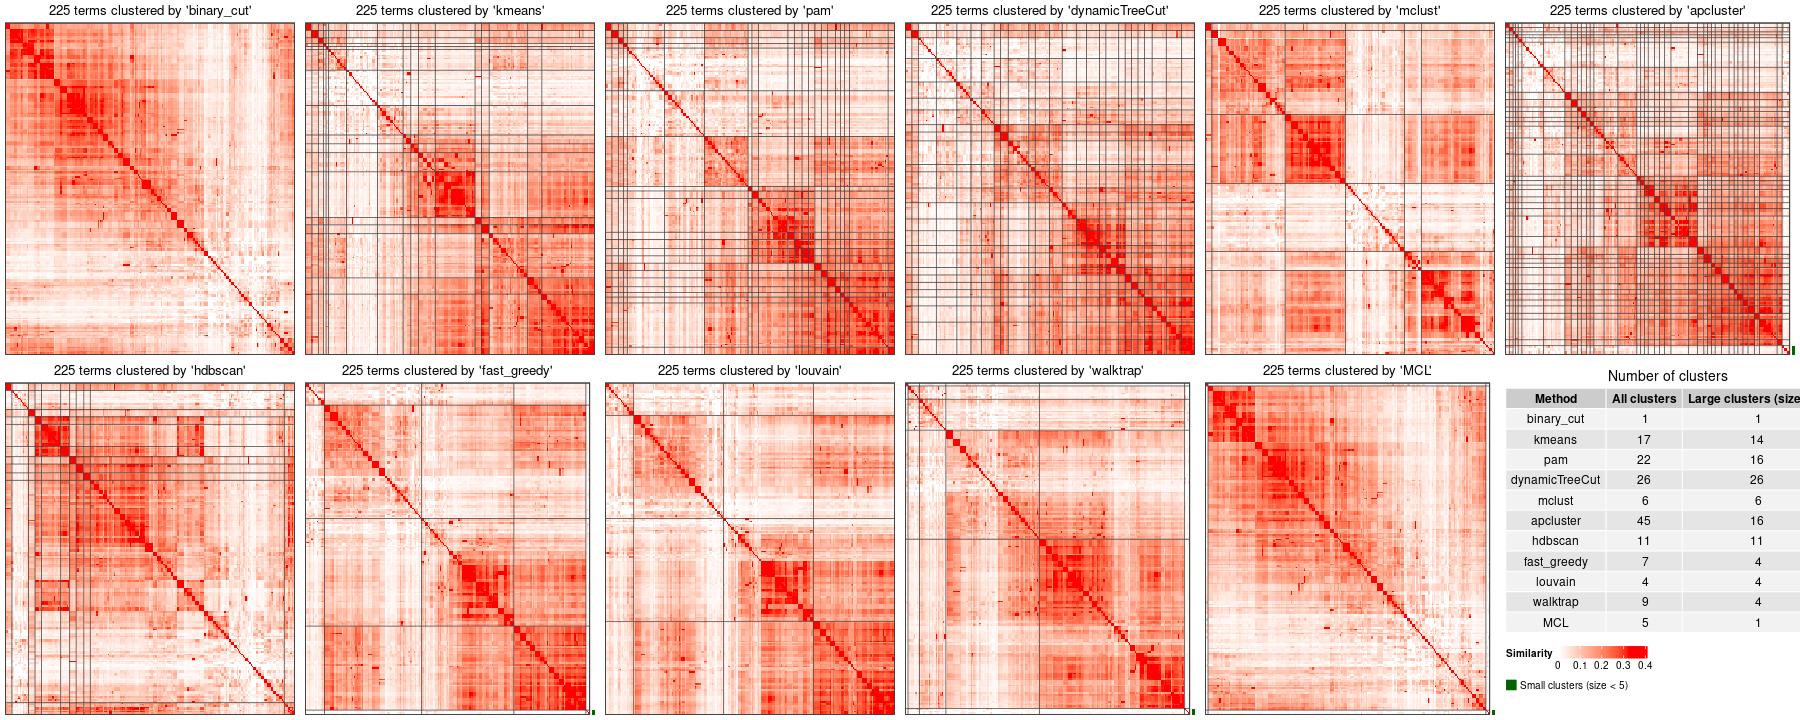 225 terms clustered by 'binary_cut'
225 terms clustered by 'kmeans'
225 terms clustered by 'pam'
225 terms clustered by 'dynamicTreeCut'
225 terms clustered by 'mclust'
225 terms clustered by 'apcluster'
225 terms clustered by 'hdbscan'
225 terms clustered by 'fast_greedy'
225 terms clustered by 'louvain'
225 terms clustered by 'walktrap'
225 terms clustered by 'MCL'
Number of clusters
Method All clusters Large clusters (size
binary_cut 1 1
kmeans 17 14
pam 22 16
dynamicTreeCut 26 26
mclust 6 6
apcluster 45 16
hdbscan 11 11
fast_greedy 7 4
louvain 4 4
walktrap 9 4
MCL 5 1
Similarity
0 0.1 0.2 0.3 0.4
Small clusters (size < 5)